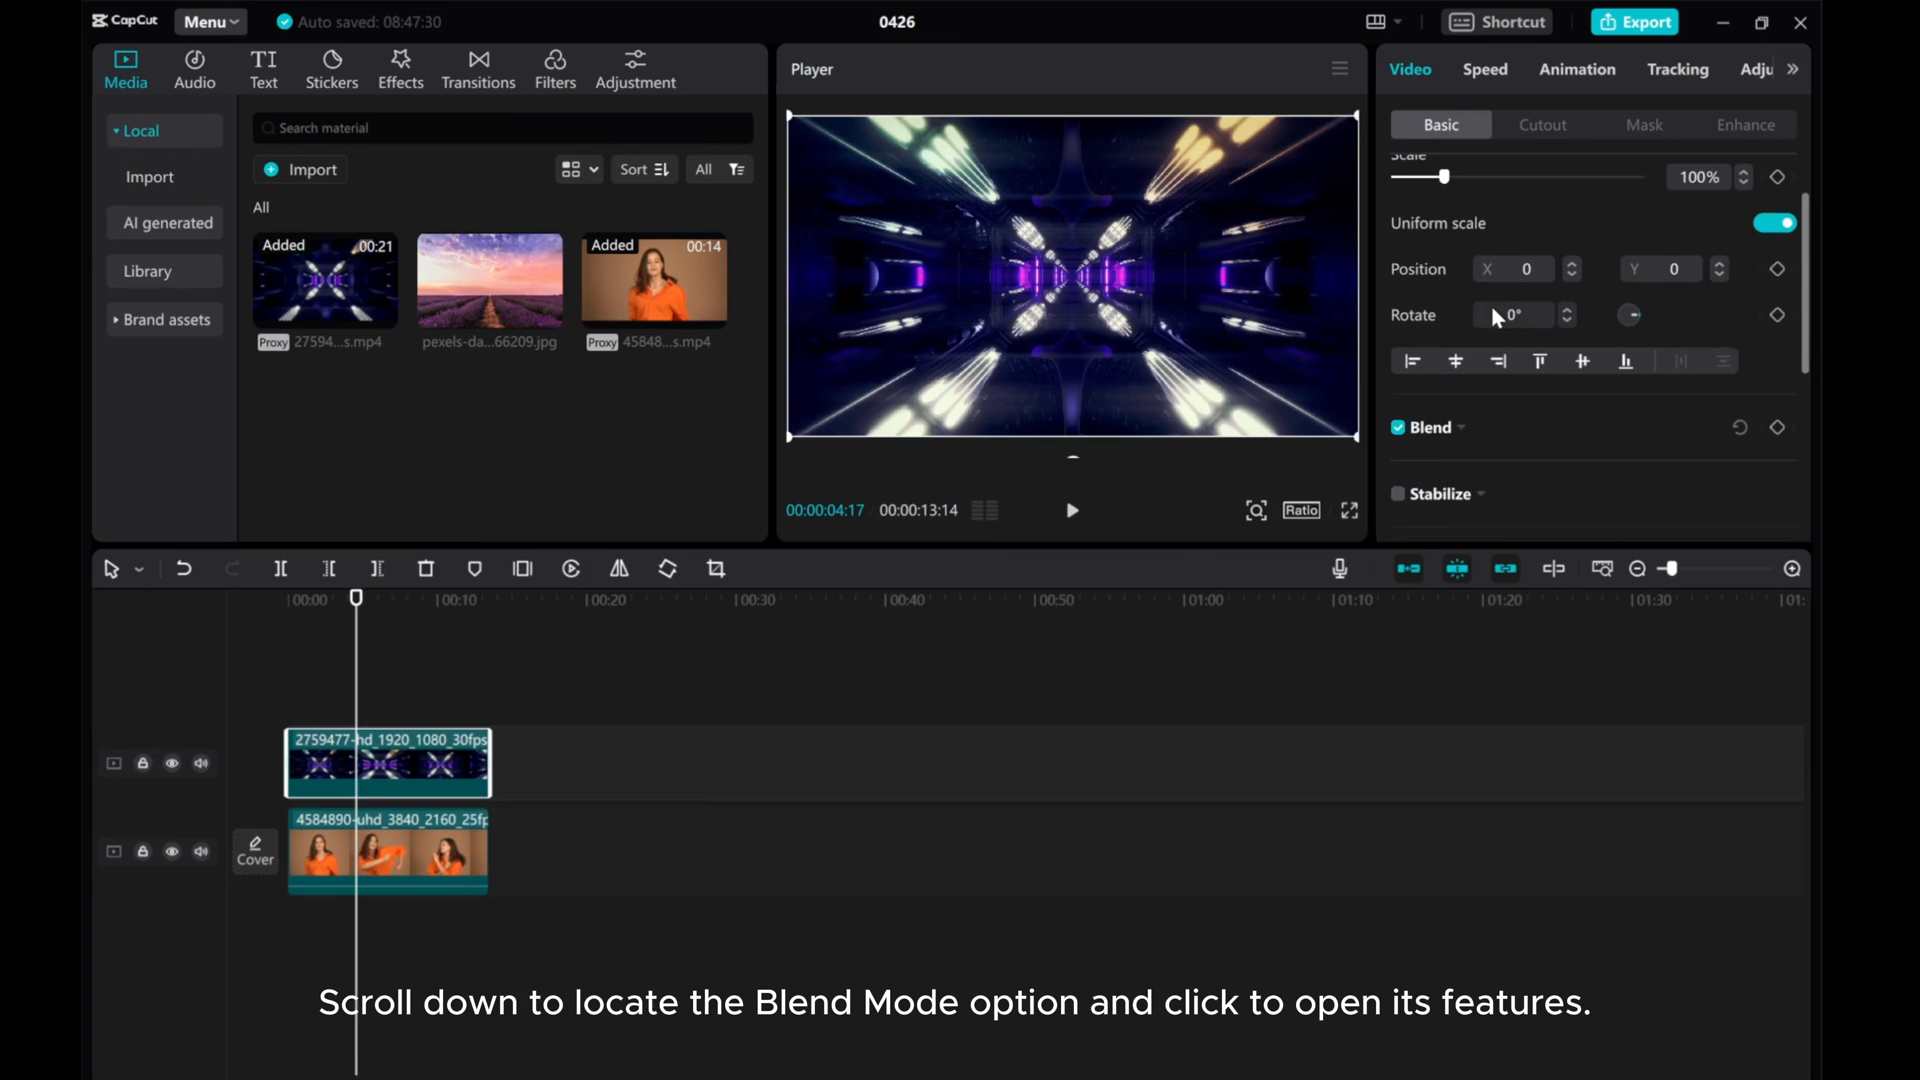 CapCut
Menu
Auto saved: 08:47:30
0426
Shortcut
Export
Media
Audio
TI
Text
Stickers
Effects
Transitions
Filters
Adjustment
Player
Video
Speed
Animation
Tracking
Adju
Local
Import
AI generated
Library
Brand assets
Search material
Import
Sort
All
All
Added 00:21
Added 00:14
Proxy 27594...s.mp4
pexels-da...66209.jpg
Proxy 45848...s.mp4
Basic
Cutout
Mask
Enhance
Scale
100%
Uniform scale
Position X 0 Y 0
Rotate 0°
Blend
Stabilize
00:00:04:17 00:00:13:14
Ratio
00:00 00:10 00:20 00:30 00:40 00:50 01:00 01:10 01:20 01:30 01:
2759477-hd_1920_1080_30fps
4584890-uhd_3840_2160_25fp
Cover
Scroll down to locate the Blend Mode option and click to open its features.